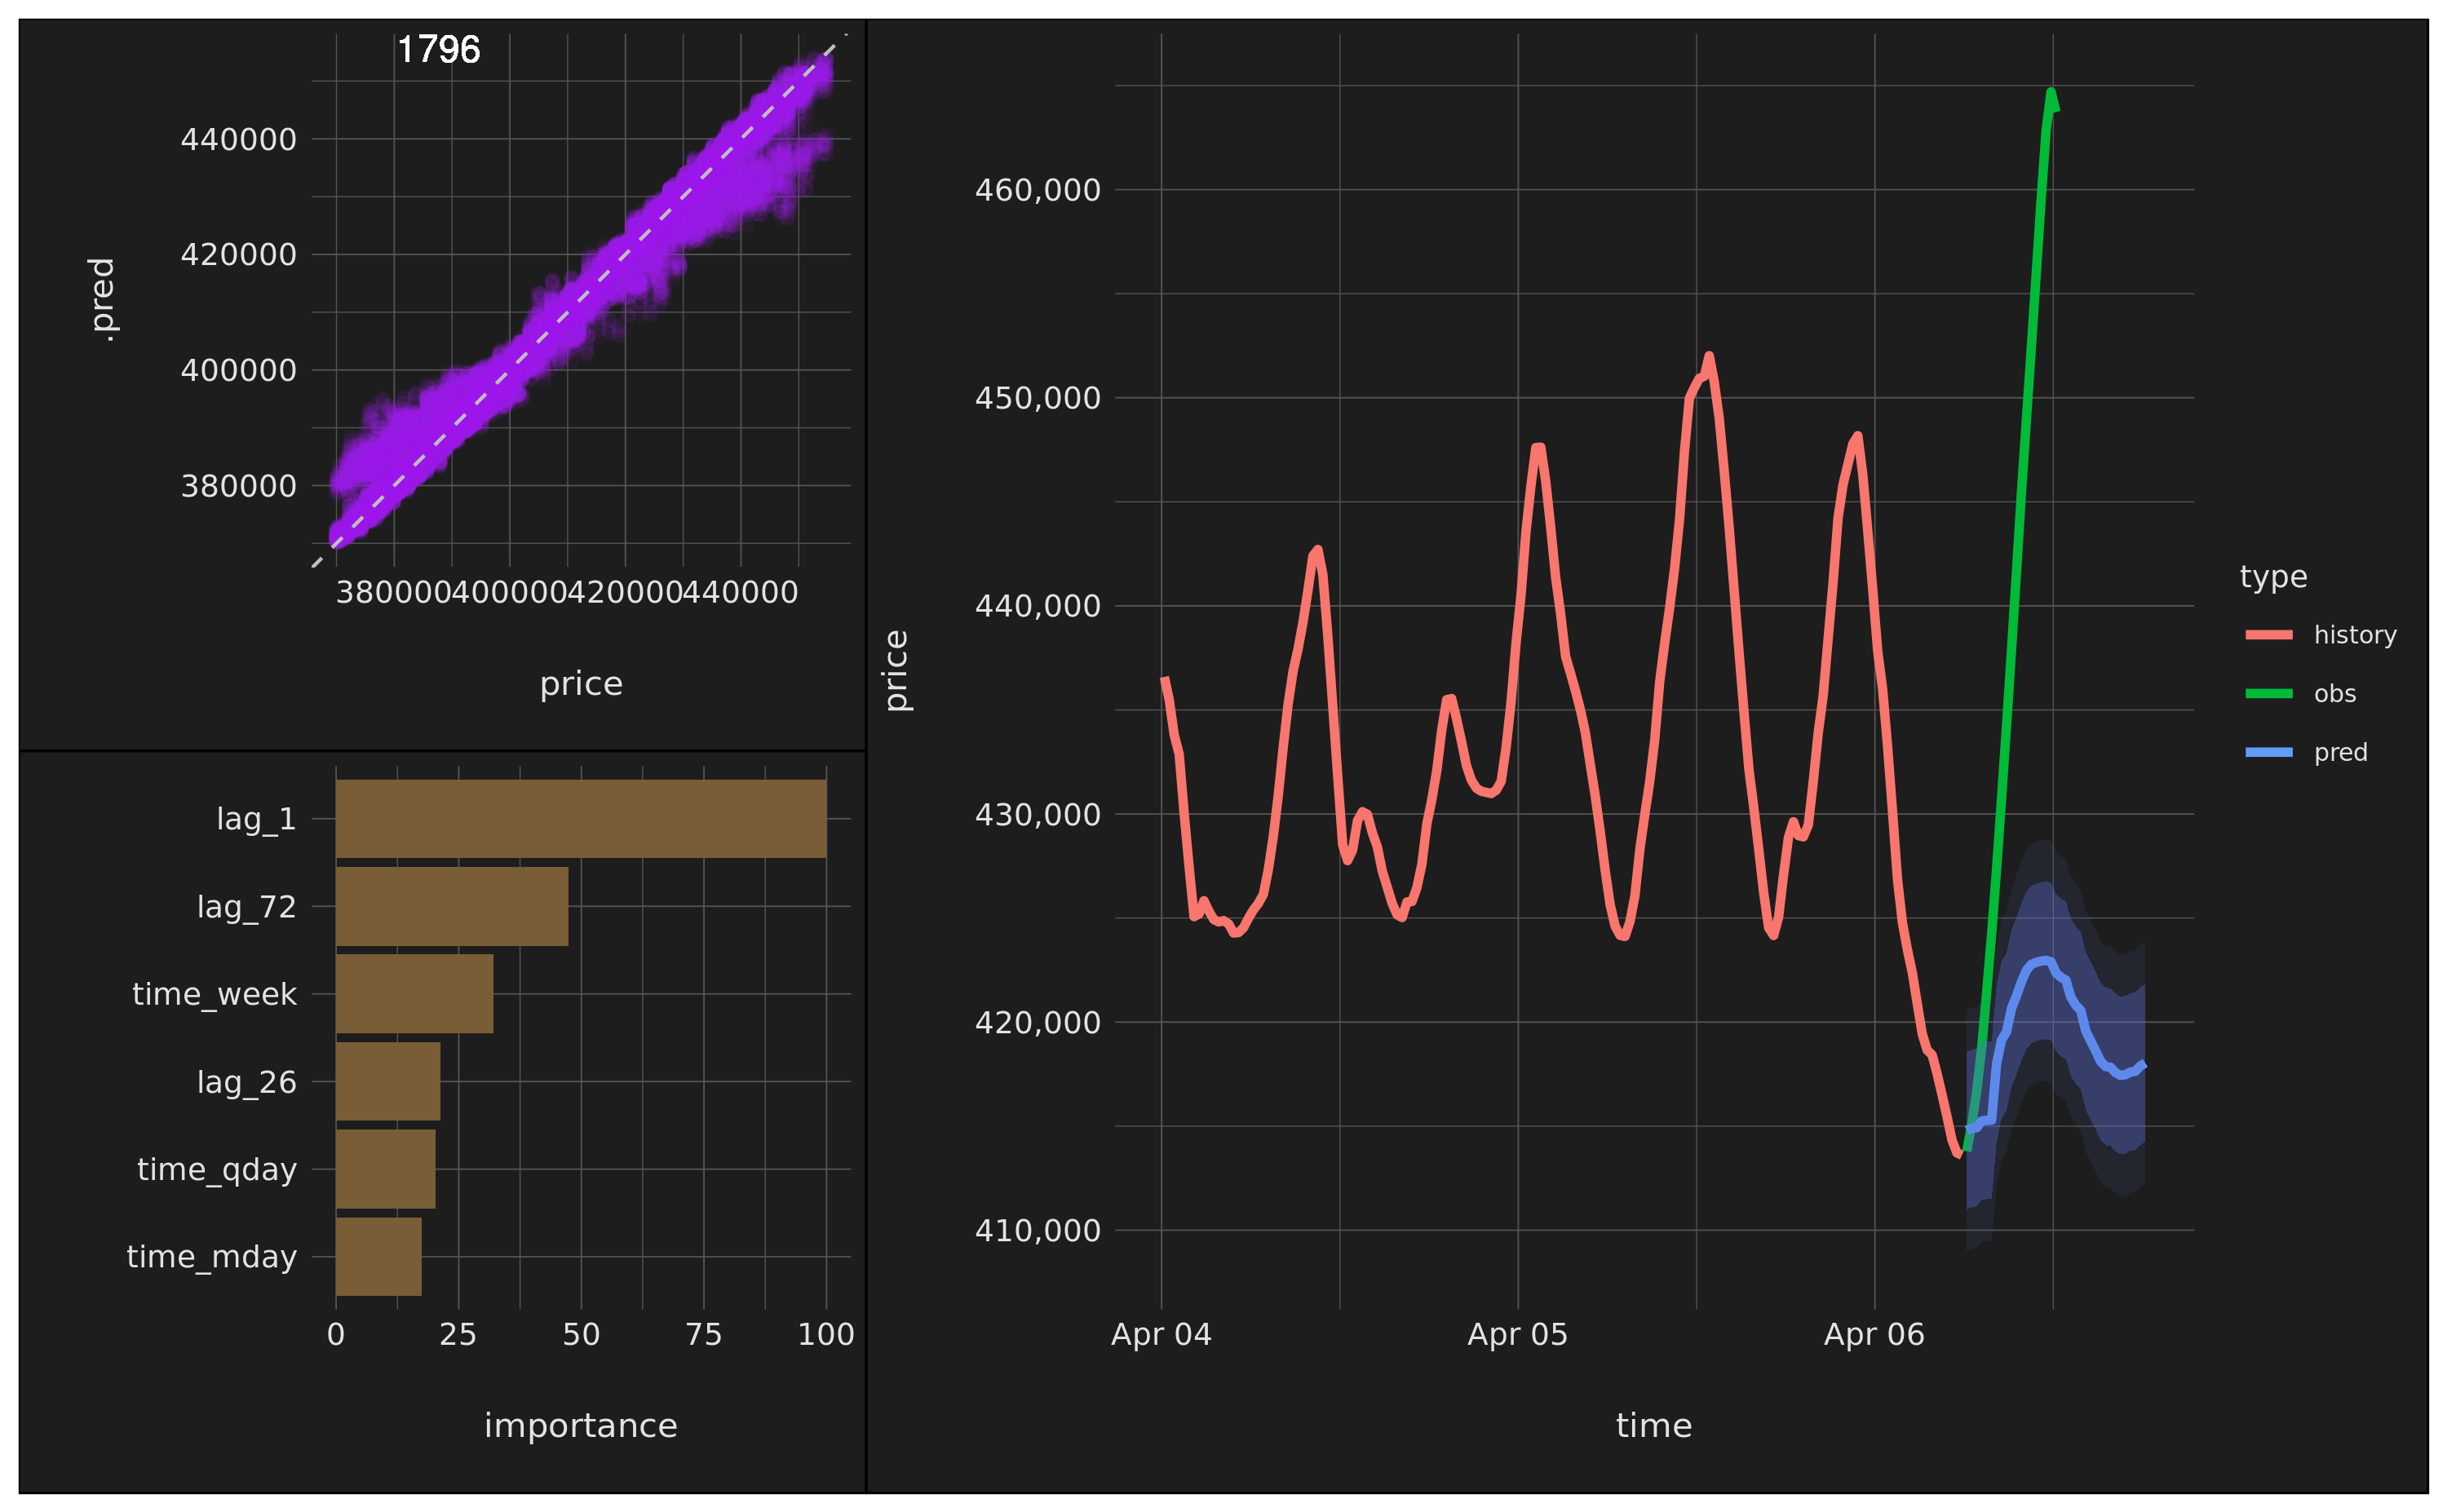 1796
440000
420000
400000
380000
.pred
380000400000420000440000
price
lag_1
lag_72
time_week
lag_26
time_qday
time_mday
0 25 50 75 100
importance
460,000
450,000
440,000
430,000
420,000
410,000
price
Apr 04 Apr 05 Apr 06
time
type
history
obs
pred